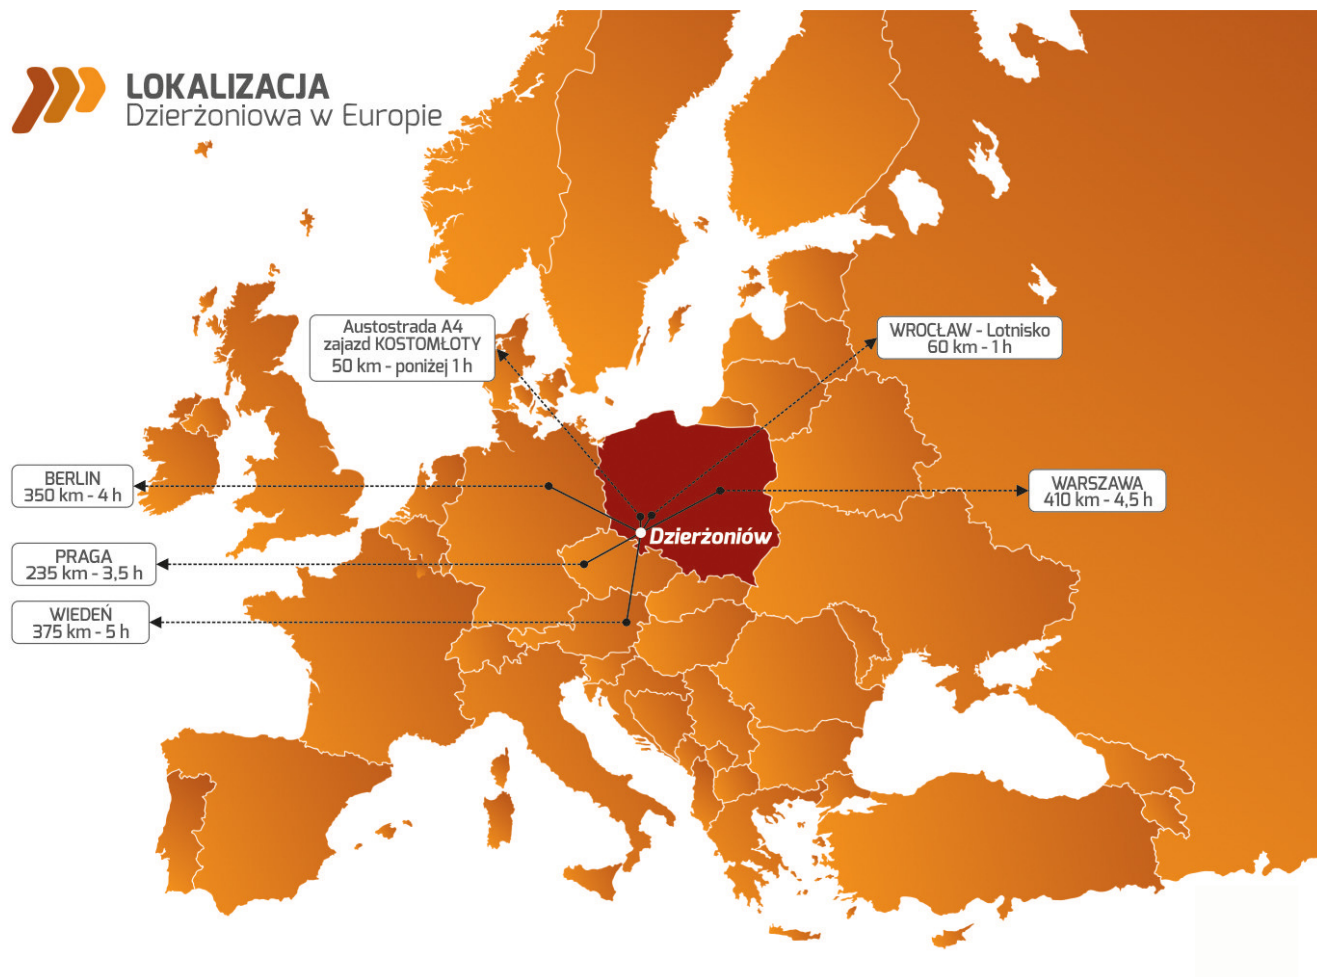 LOKALIZACJA
Dzierżoniowa w Europie
Austostrada A4
zajazd KOSTOMŁOTY
50 km - poniżej 1 h
WROCŁAW - Lotnisko
60 km - 1 h
BERLIN
350 km - 4 h
WARSZAWA
410 km - 4,5 h
Dzierżoniów
PRAGA
235 km - 3,5 h
WIEDEŃ
375 km - 5 h